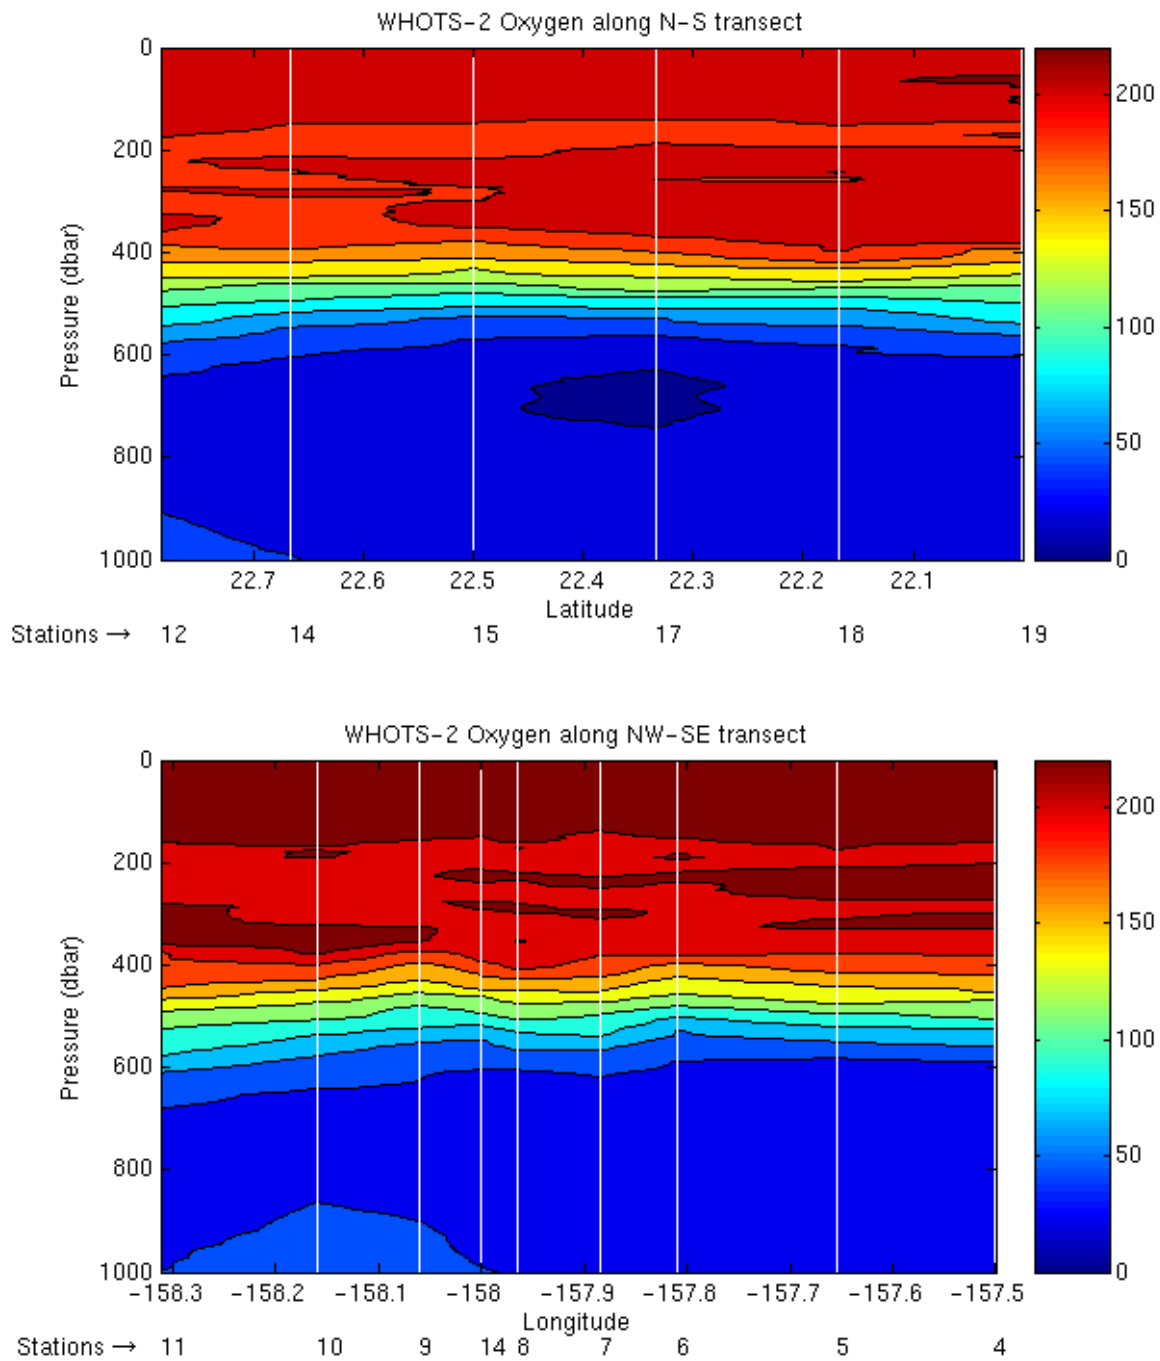 WHOTS-2 Oxygen along N-S transect
0
200
400
600
800
1000
Pressure (dbar)
200
150
100
50
0
22.7 22.6 22.5 22.4 22.3 22.2 22.1
Latitude
Stations → 12 14 15 17 18 19
WHOTS-2 Oxygen along NW-SE transect
0
200
400
600
800
1000
Pressure (dbar)
200
150
100
50
0
-158.3 -158.2 -158.1 -158 -157.9 -157.8 -157.7 -157.6 -157.5
Longitude
Stations → 11 10 9 14 8 7 6 5 4